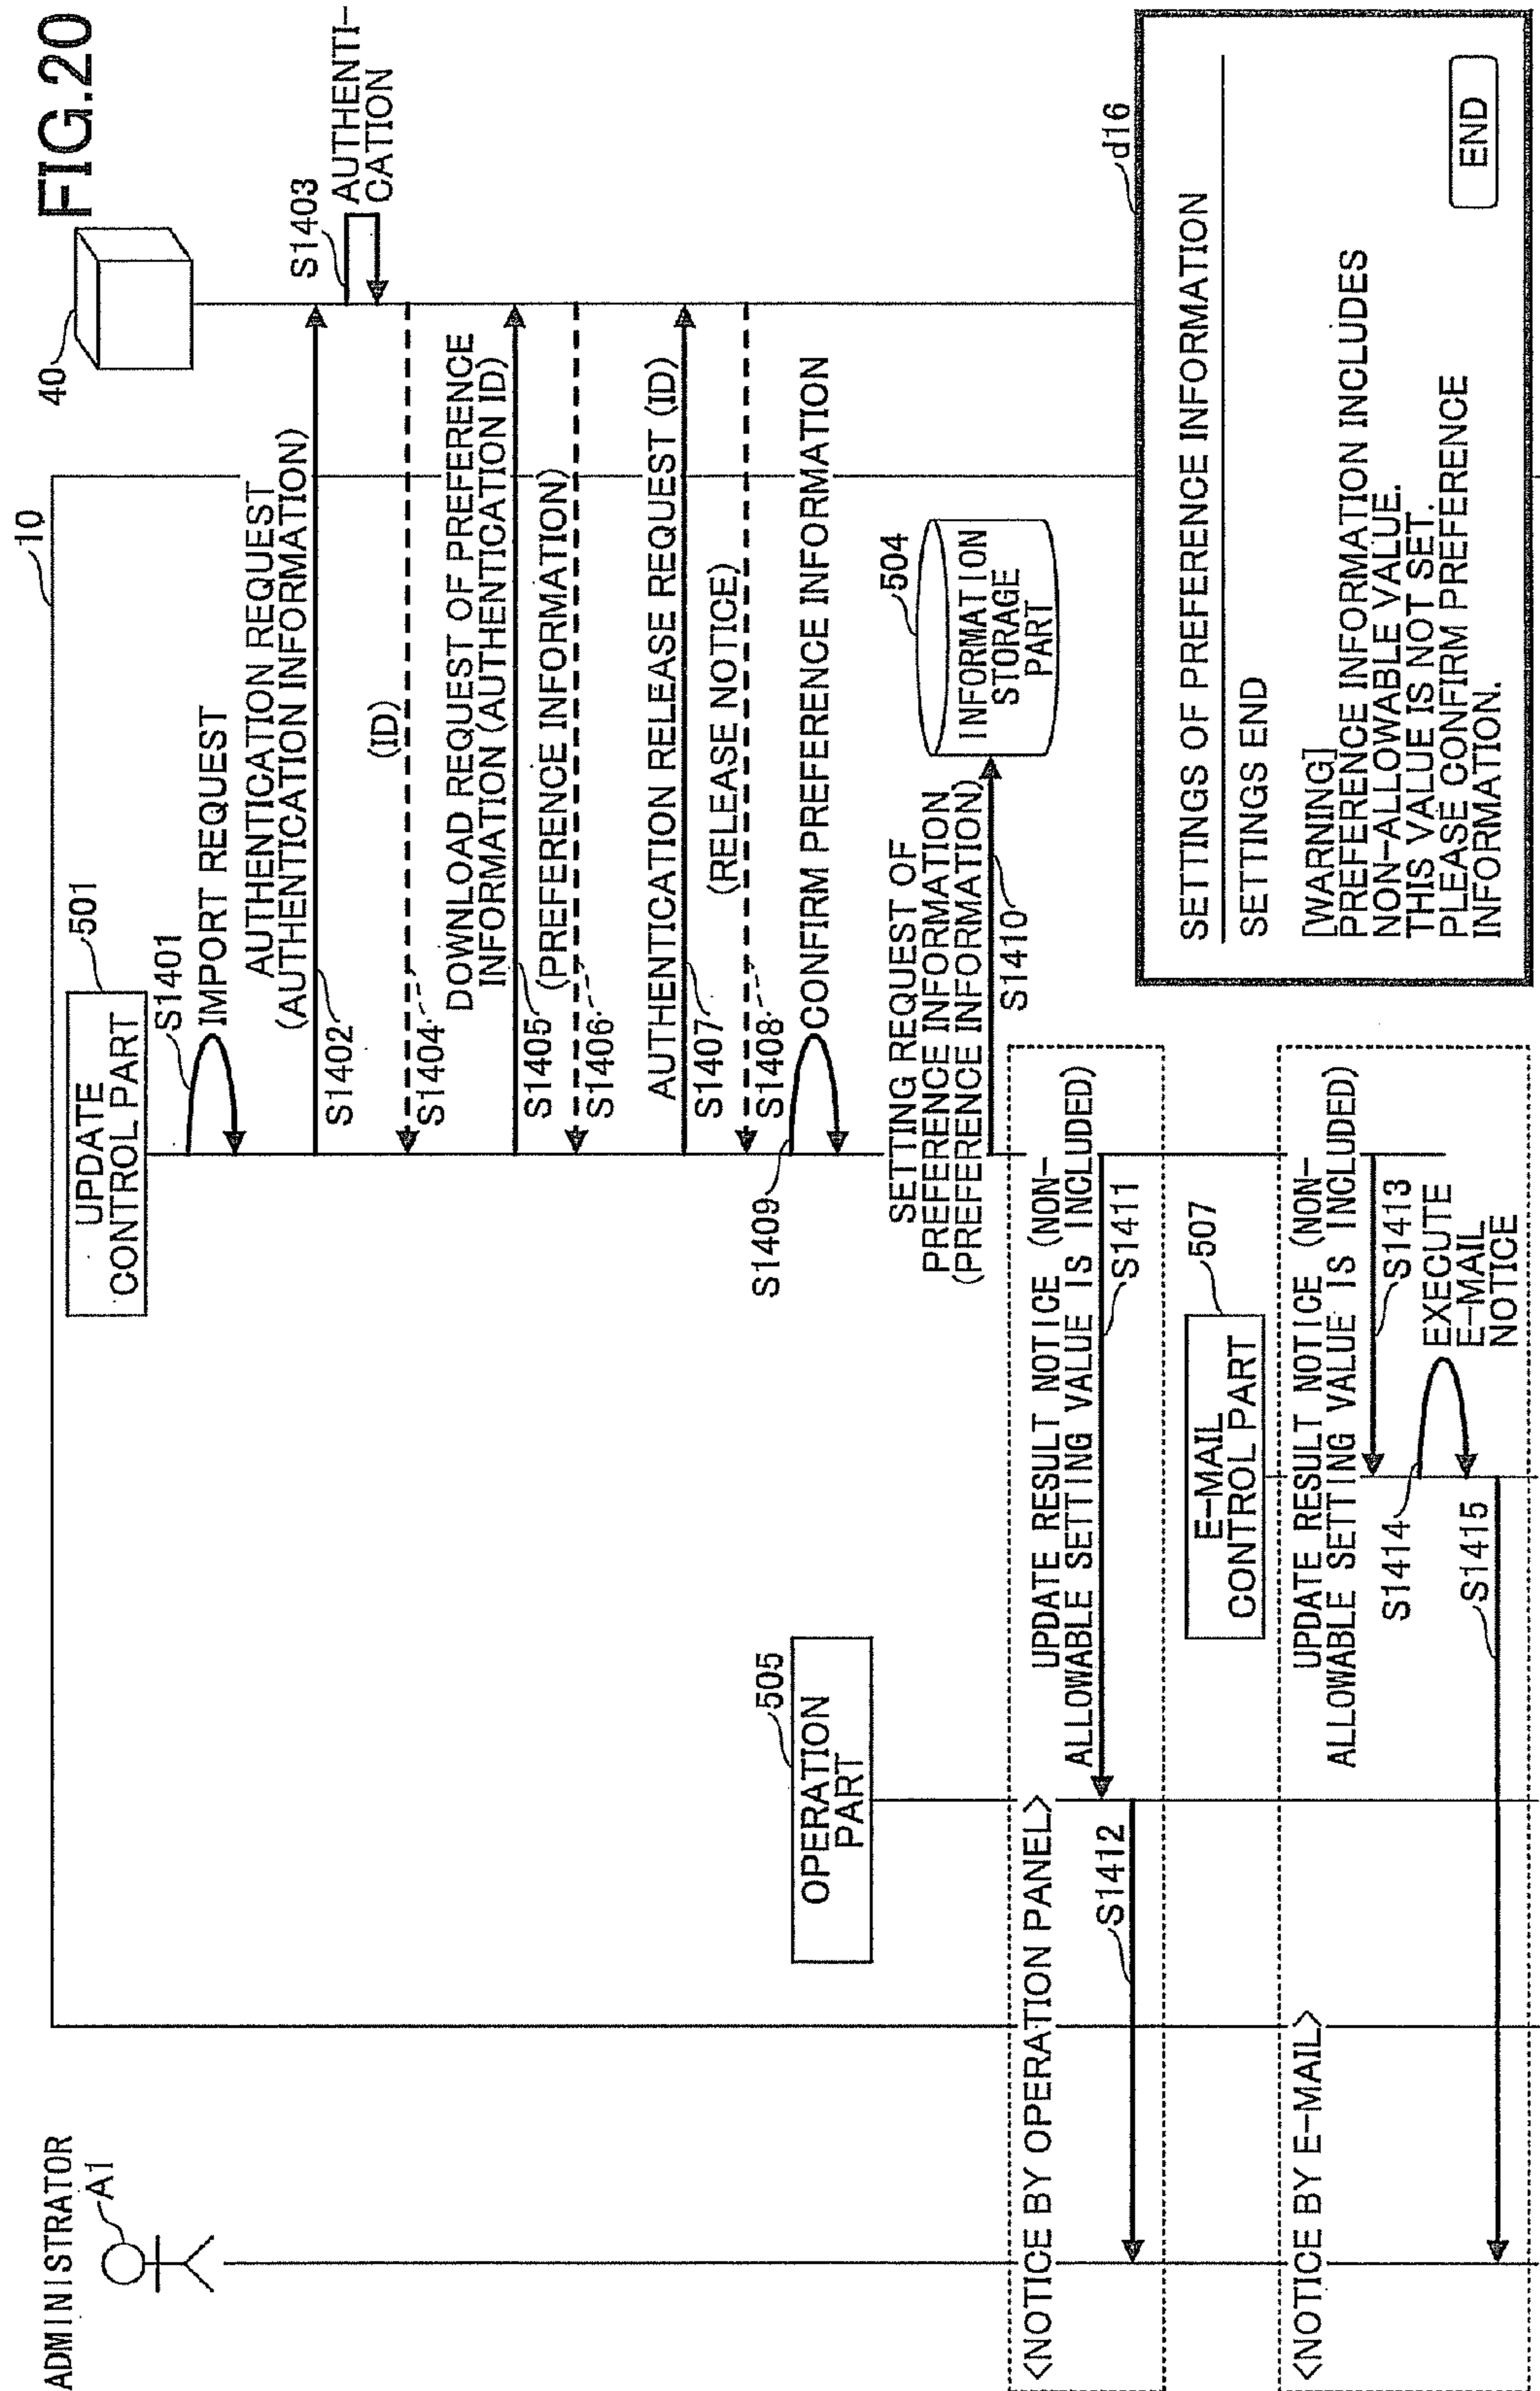 FIG.20
ADMINISTRATOR
A1
10
40
UPDATE
CONTROL PART
501
S1401
IMPORT REQUEST
AUTHENTICATION REQUEST
(AUTHENTICATION INFORMATION)
S1402
S1403
AUTHENTI-
CATION
(ID)
S1404
DOWNLOAD REQUEST OF PREFERENCE
INFORMATION (AUTHENTICATION ID)
S1405
(PREFERENCE INFORMATION)
S1406
AUTHENTICATION RELEASE REQUEST (ID)
S1407
(RELEASE NOTICE)
S1408
CONFIRM PREFERENCE INFORMATION
S1409
OPERATION
PART
505
SETTING REQUEST OF
PREFERENCE INFORMATION
(PREFERENCE INFORMATION)
S1410
504
INFORMATION
STORAGE
PART
<NOTICE BY OPERATION PANEL>
UPDATE RESULT NOTICE (NON-
ALLOWABLE SETTING VALUE IS INCLUDED)
S1411
S1412
E-MAIL
CONTROL PART
507
<NOTICE BY E-MAIL>
UPDATE RESULT NOTICE (NON-
ALLOWABLE SETTING VALUE IS INCLUDED)
S1413
S1414
EXECUTE
E-MAIL
NOTICE
S1415
d16
SETTINGS OF PREFERENCE INFORMATION
SETTINGS END
[WARNING]
PREFERENCE INFORMATION INCLUDES
NON-ALLOWABLE VALUE.
THIS VALUE IS NOT SET.
PLEASE CONFIRM PREFERENCE
INFORMATION.
END